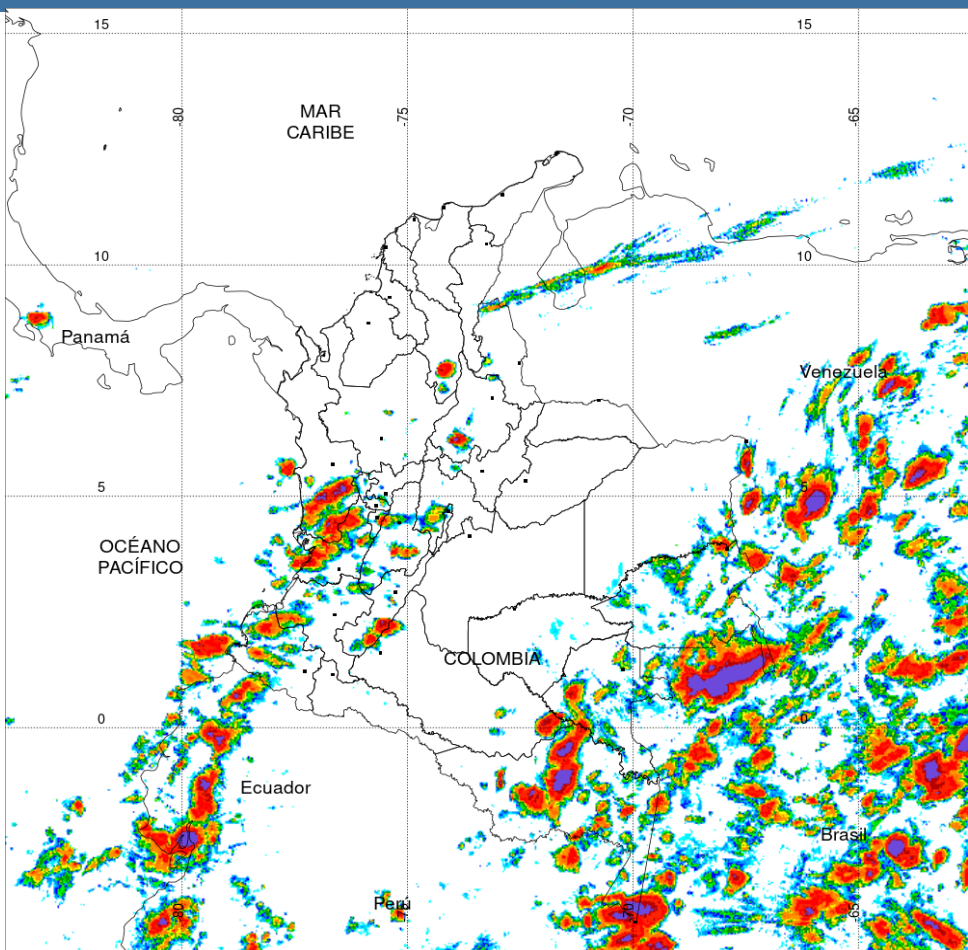 15
15
MAR
CARIBE
-80
-75
-70
-65
10
10
Panamá
Venezuela
5
5
OCÉANO
PACÍFICO
COLOMBIA
0
0
Ecuador
Brasil
Perú
-80
-70
-65